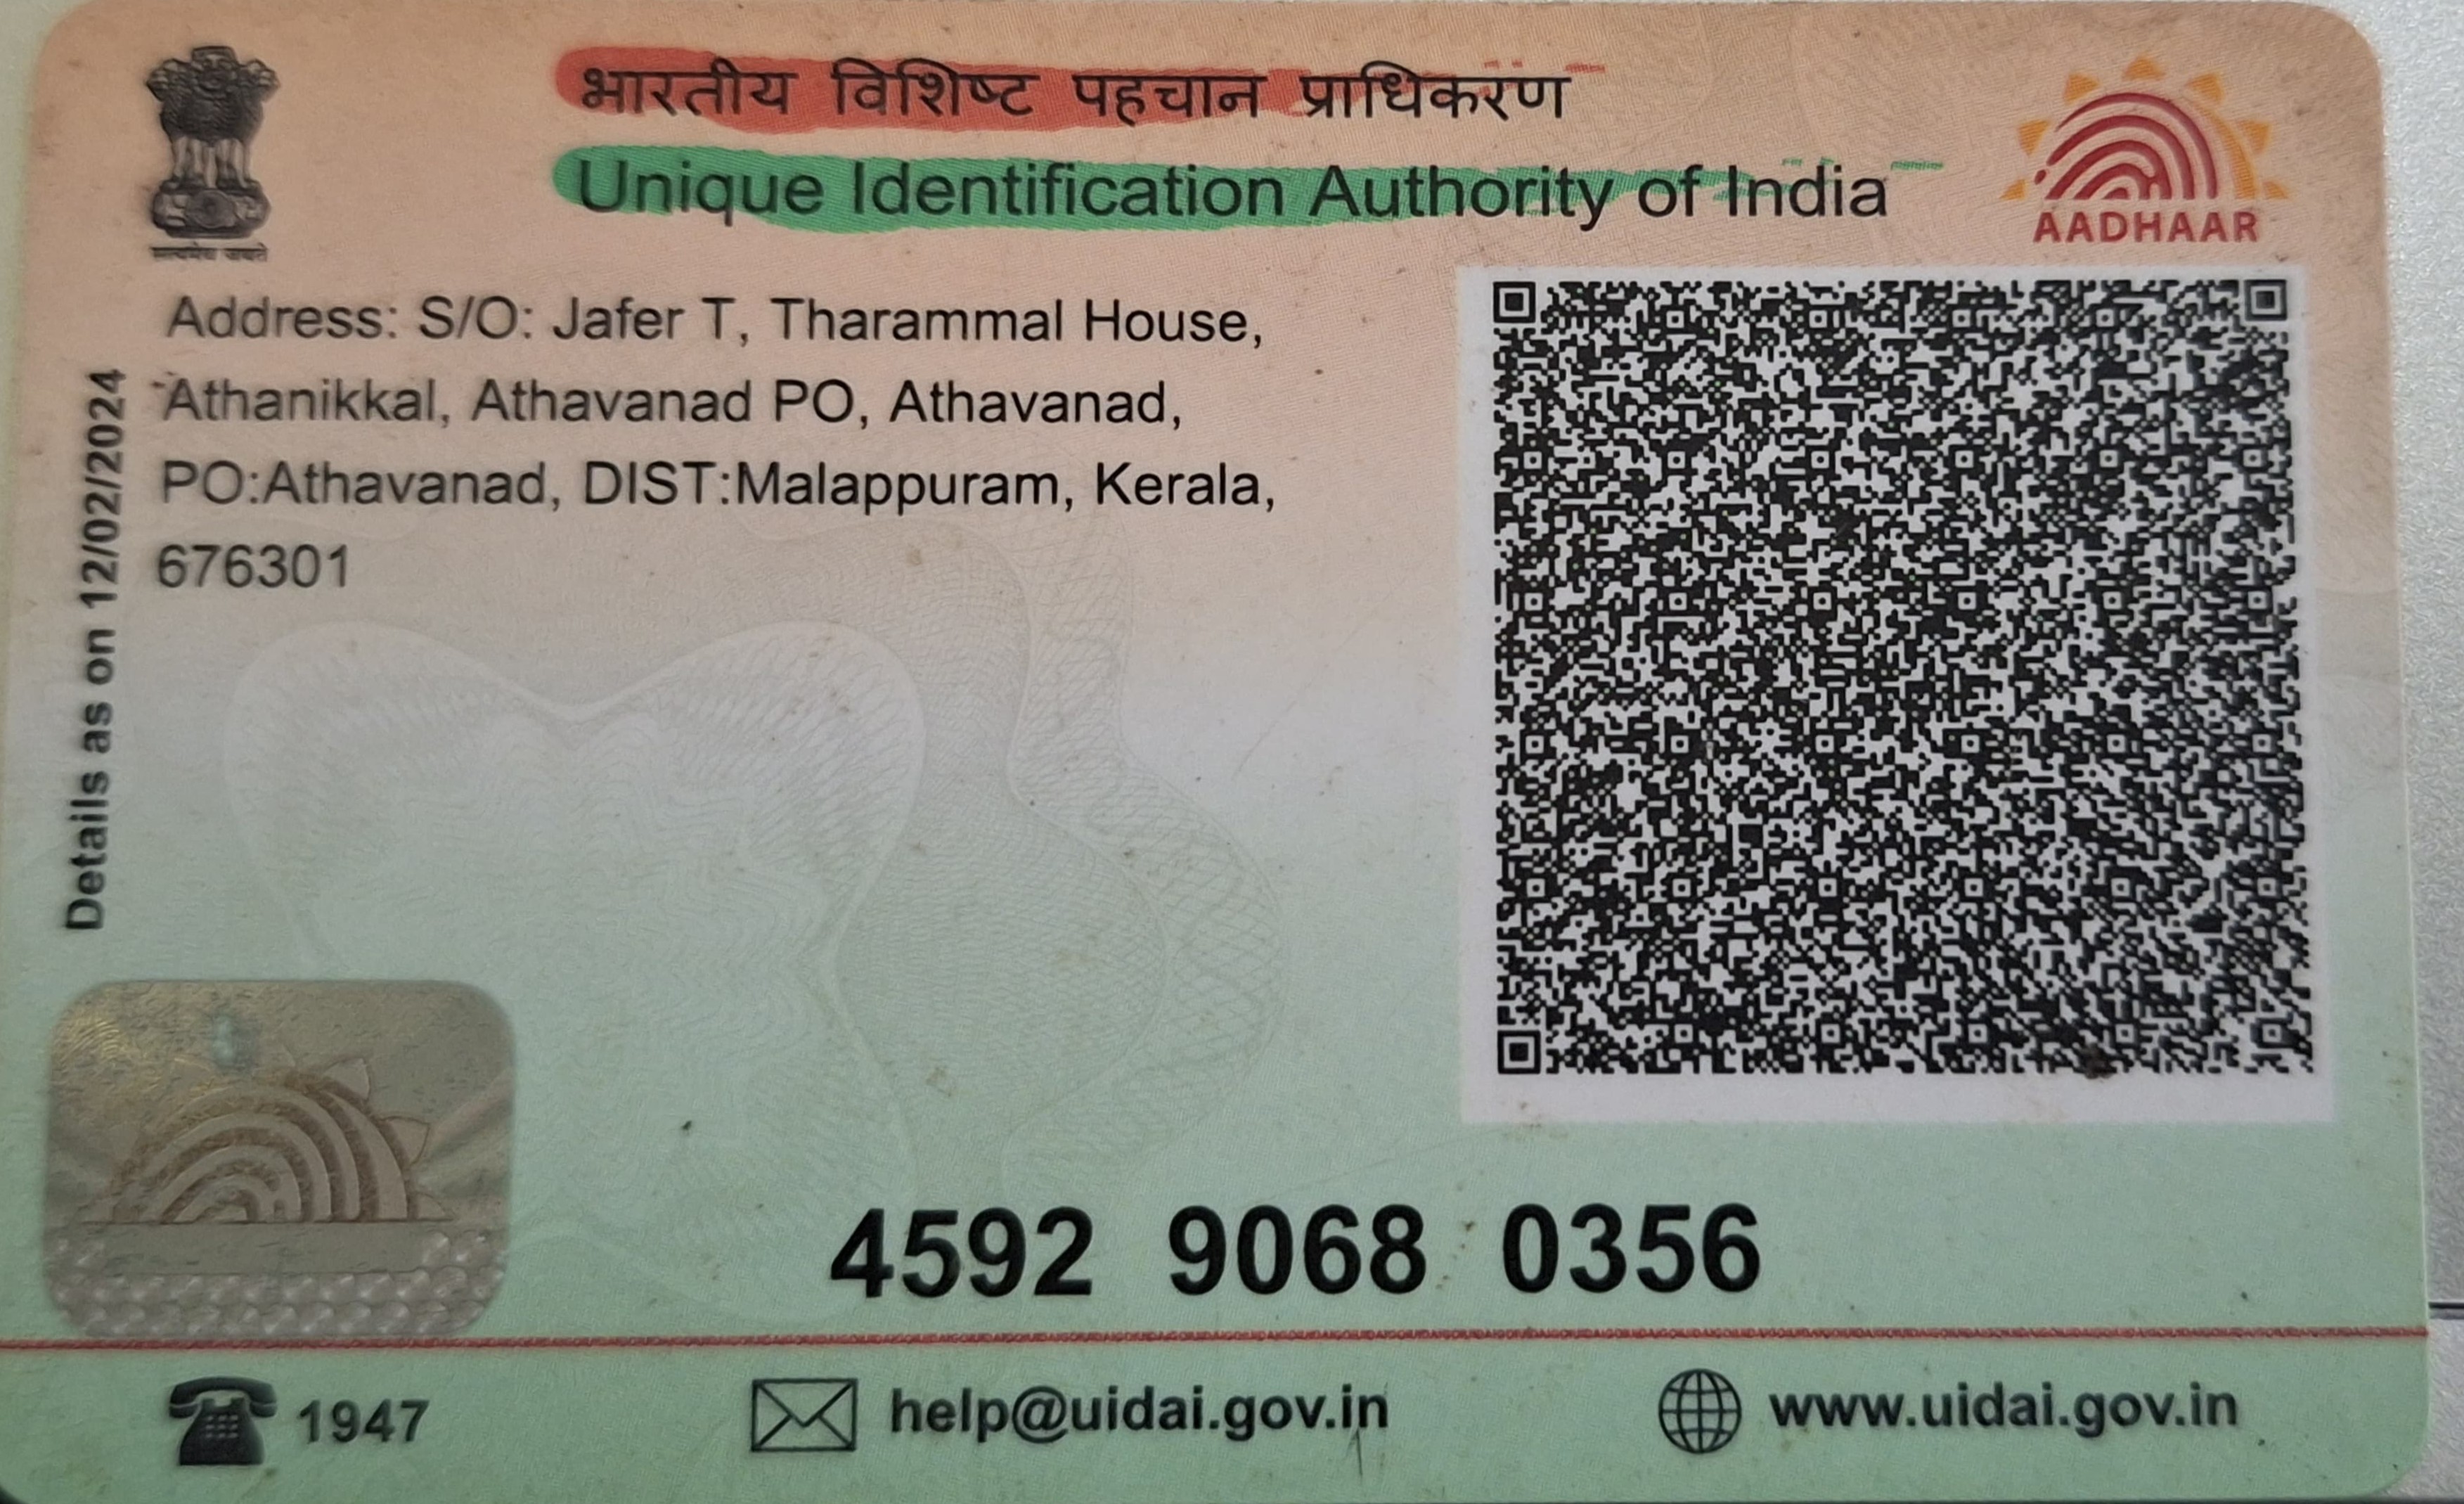 भारतीय विशिष्ट पहचान प्राधिकरण
Unique Identification Authority of India
AADHAAR
सत्यमेव जयते
Address: S/O: Jafer T, Tharammal House,
Athanikkal, Athavanad PO, Athavanad,
PO:Athavanad, DIST:Malappuram, Kerala,
676301
Details as on 12/02/2024
4592 9068 0356
1947
help@uidai.gov.in
www.uidai.gov.in